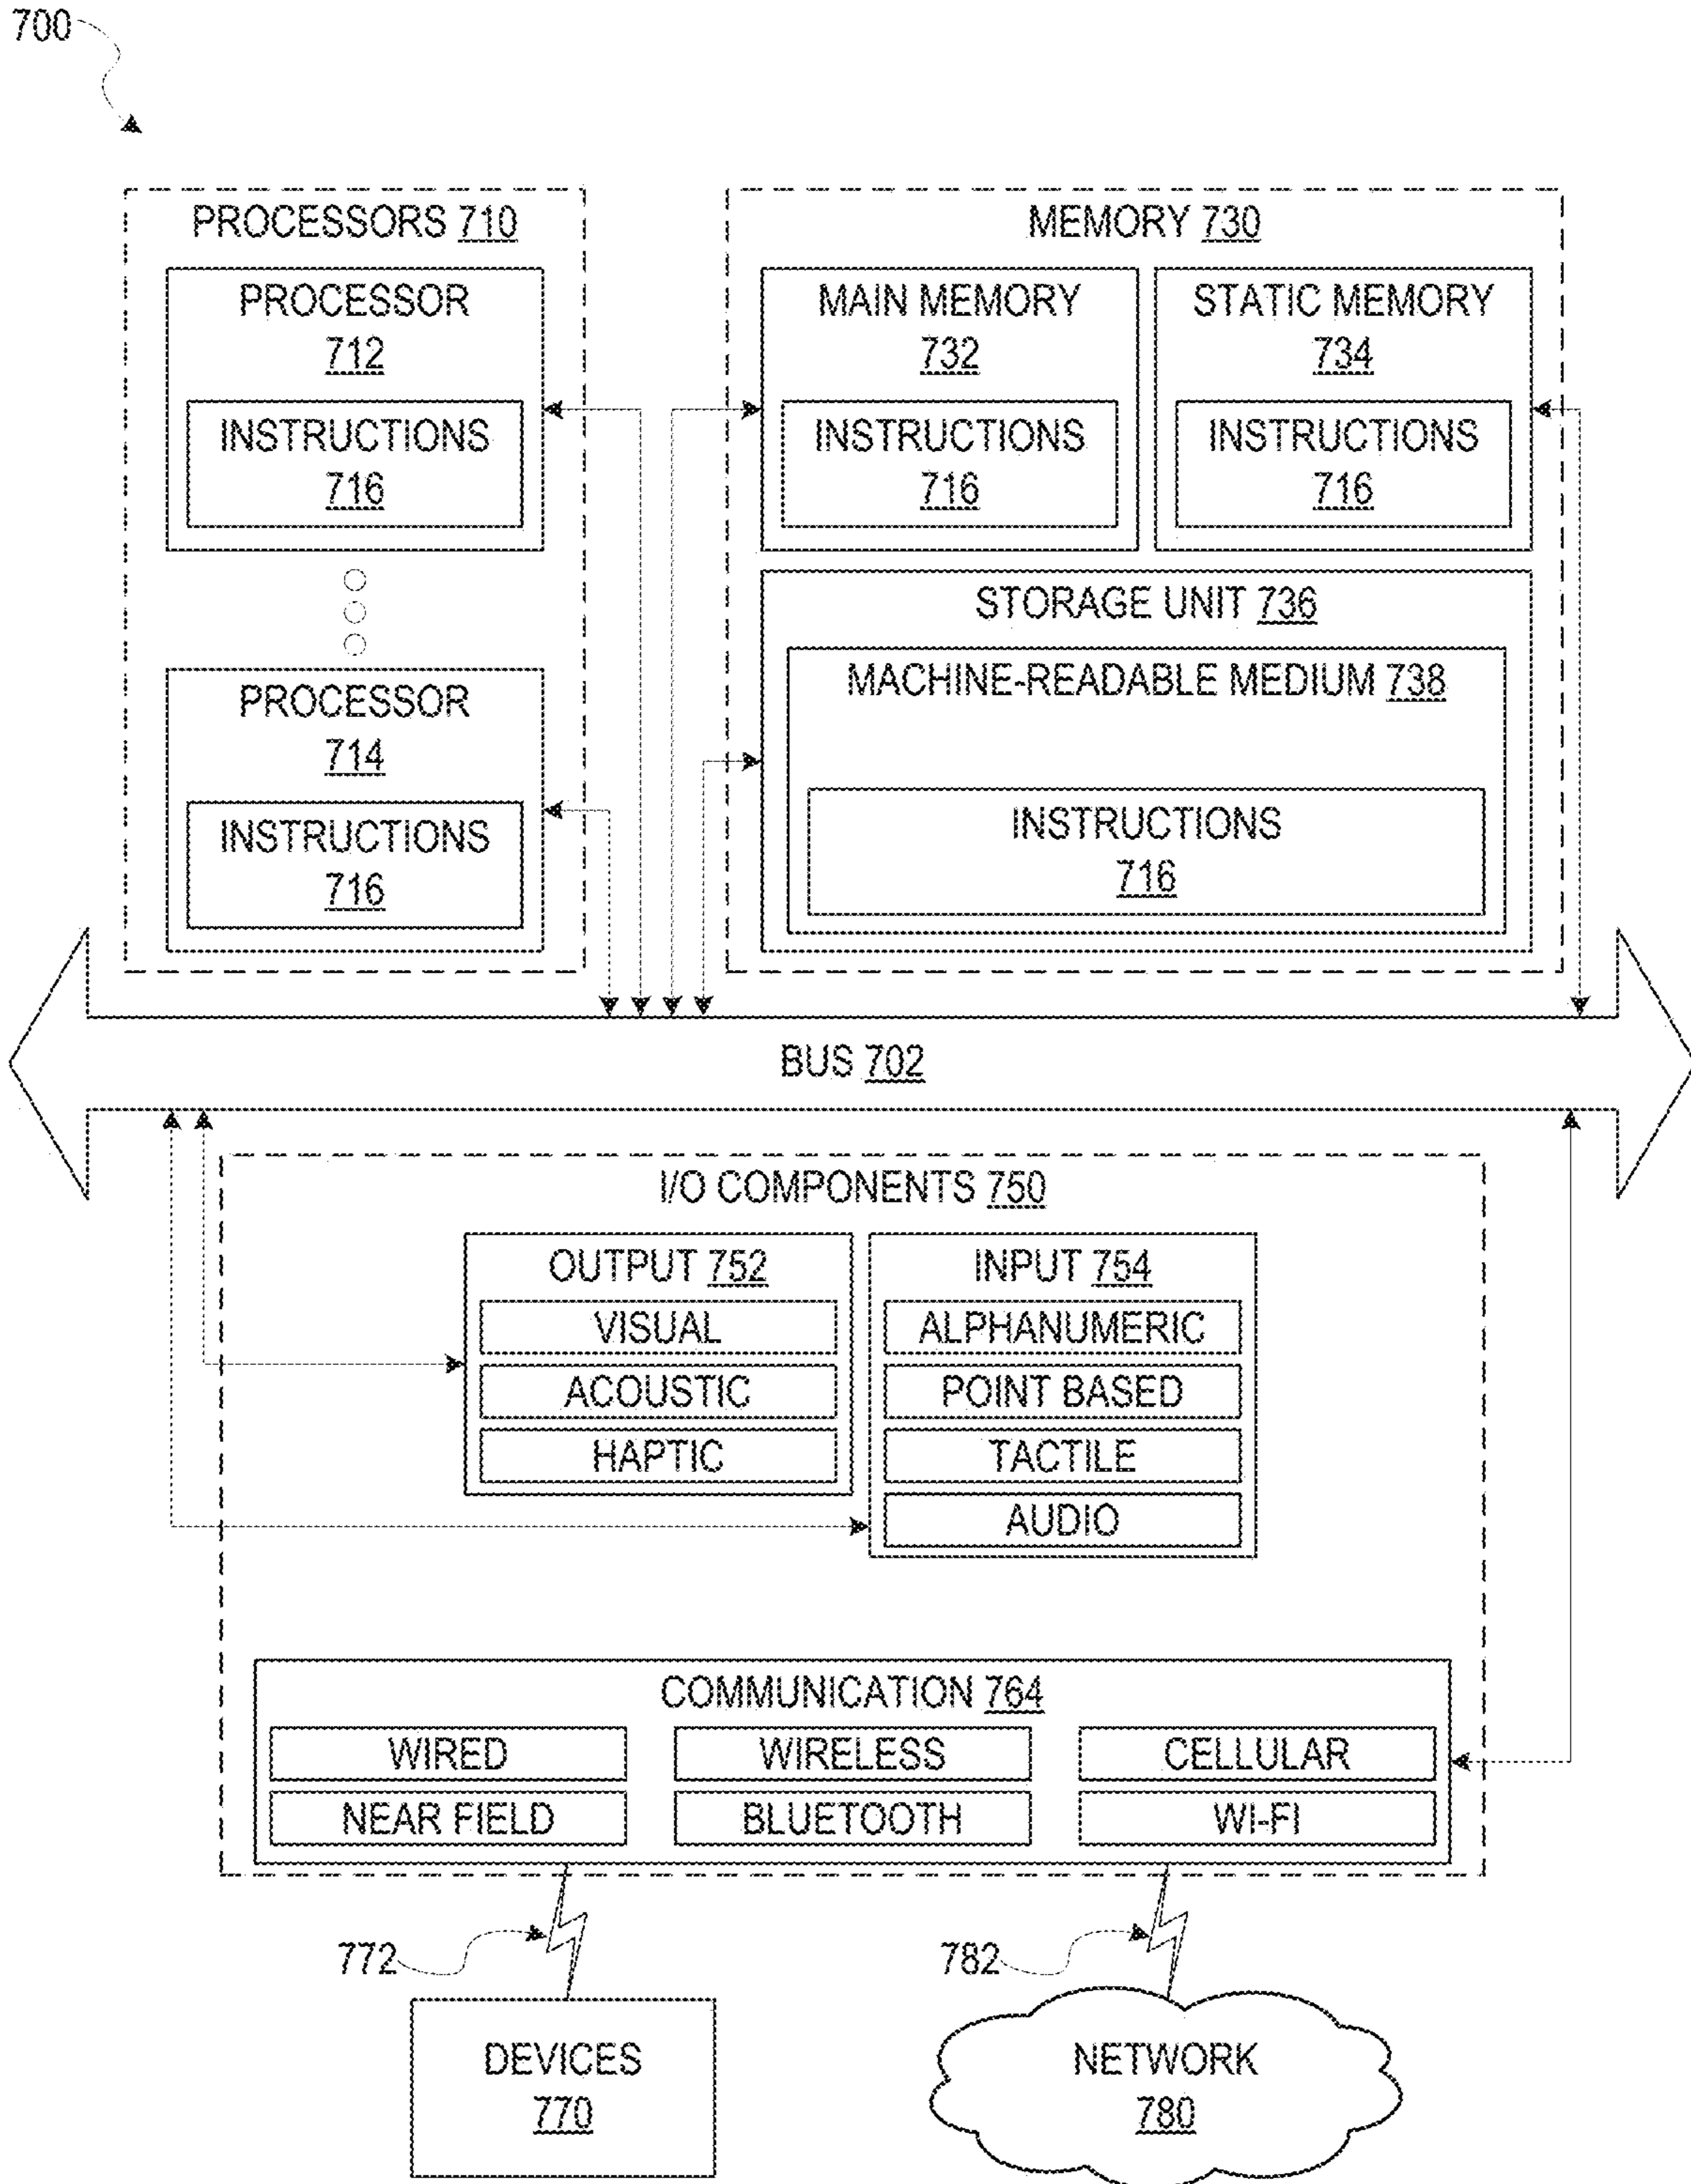 700
PROCESSORS 710
PROCESSOR
712
INSTRUCTIONS
716
PROCESSOR
714
INSTRUCTIONS
716
MEMORY 730
MAIN MEMORY
732
INSTRUCTIONS
716
STATIC MEMORY
734
INSTRUCTIONS
716
STORAGE UNIT 736
MACHINE-READABLE MEDIUM 738
INSTRUCTIONS
716
BUS 702
I/O COMPONENTS 750
OUTPUT 752
VISUAL
ACOUSTIC
HAPTIC
INPUT 754
ALPHANUMERIC
POINT BASED
TACTILE
AUDIO
COMMUNICATION 764
WIRED
WIRELESS
CELLULAR
NEAR FIELD
BLUETOOTH
WI-FI
772
782
DEVICES
770
NETWORK
780